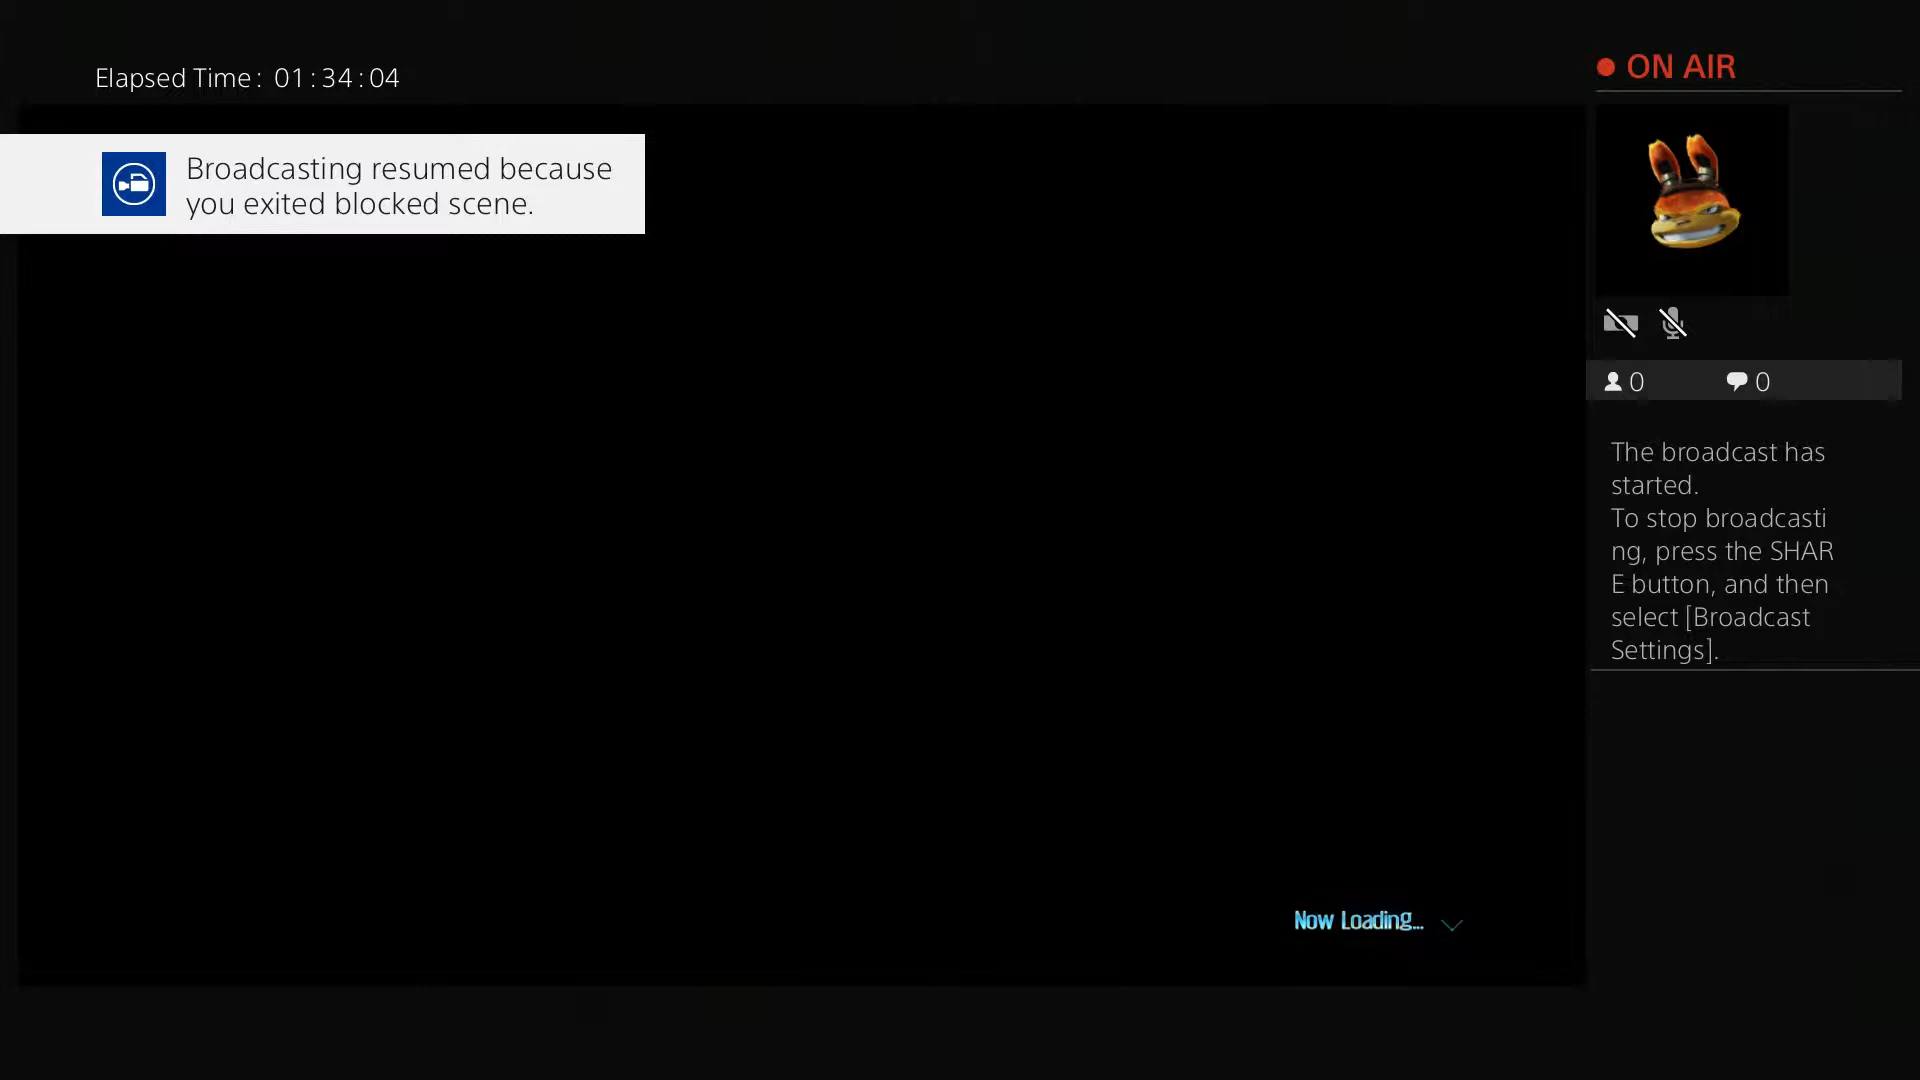 Elapsed Time: 01:34:04
ON AIR
Broadcasting resumed because
you exited blocked scene.
0
0
The broadcast has
started.
To stop broadcasti
ng, press the SHAR
E button, and then
select [Broadcast
Settings].
Now Loading...